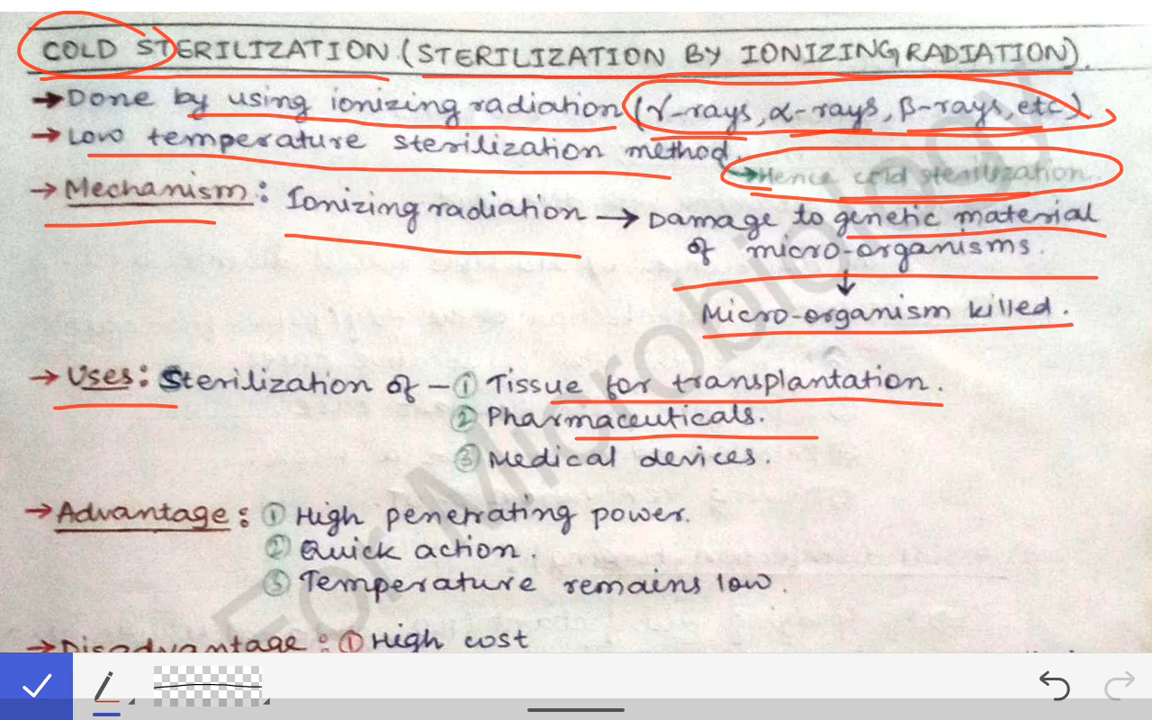 COLD STERILIZATION (STERILIZATION BY IONIZING RADIATION).
→ Done by using ionizing radiation (γ-rays, α-rays, β-rays, etc)
→ Low temperature sterilization method.
→ Hence cold sterilization.
→ Mechanism: Ionizing radiation → Damage to genetic material
of micro-organisms.
↓
Micro-organism killed.
→ Uses: Sterilization of – ① Tissue for transplantation.
② Pharmaceuticals.
③ Medical devices.
→ Advantage: ① High penetrating power.
② Quick action
③ Temperature remains low.
→ Disadvantage: ① High cost
For Microbiology